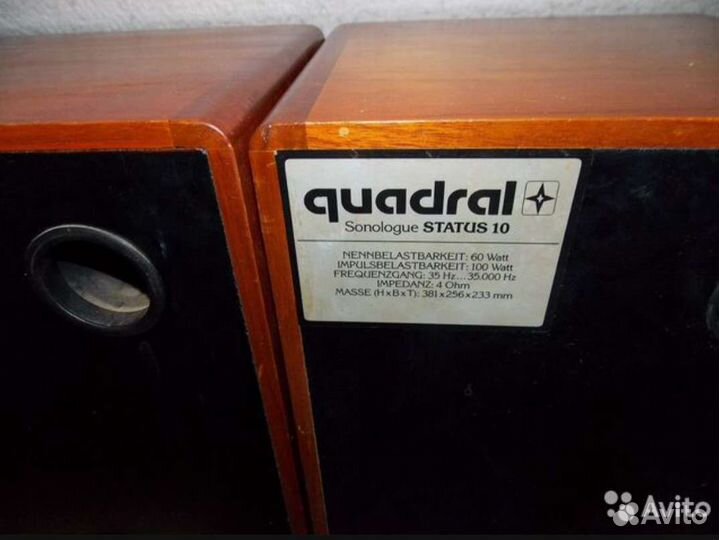 quadral
Sonologue STATUS 10
NENNBELASTBARKEIT: 60 Watt
IMPULSBELASTBARKEIT: 100 Watt
FREQUENZGANG: 35 Hz...35.000 Hz
IMPEDANZ: 4 Ohm
MASSE (HxBxT): 381x256x233 mm
Avito